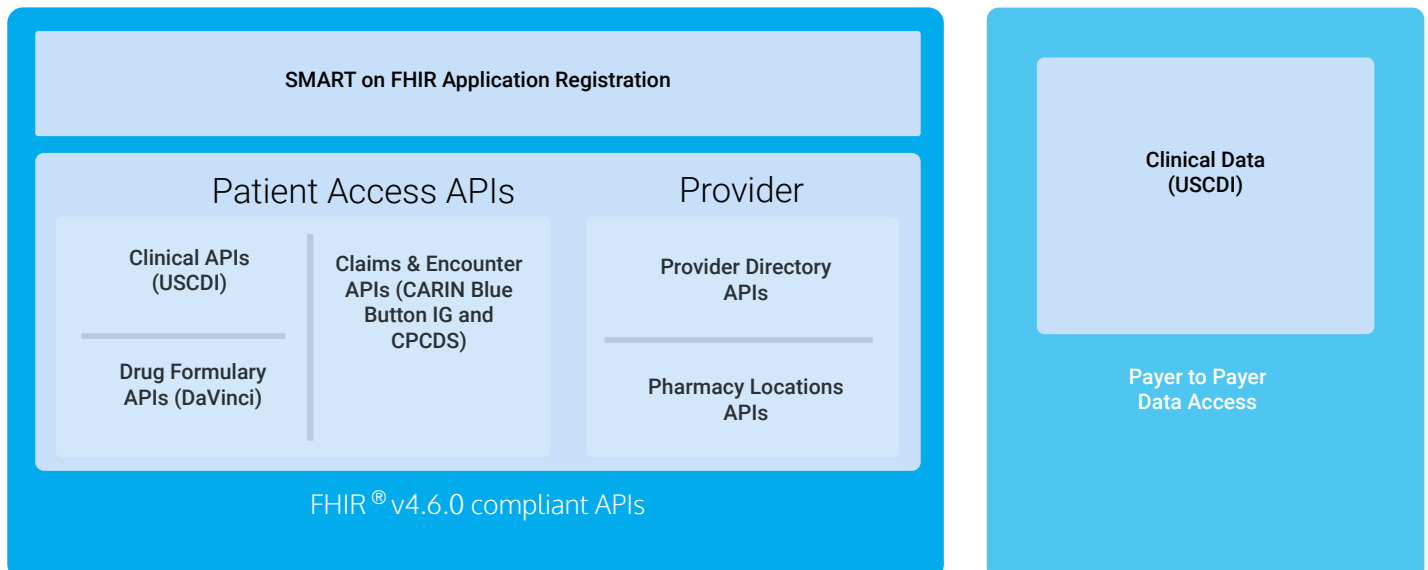 SMART on FHIR Application Registration
Patient Access APIs
Clinical APIs
(USCDI)
Drug Formulary
APIs (DaVinci)
Claims & Encounter
APIs (CARIN Blue
Button IG and
CPCDS)
Provider
Provider Directory
APIs
Pharmacy Locations
APIs
FHIR ® v4.6.0 compliant APIs
Clinical Data
(USCDI)
Payer to Payer
Data Access